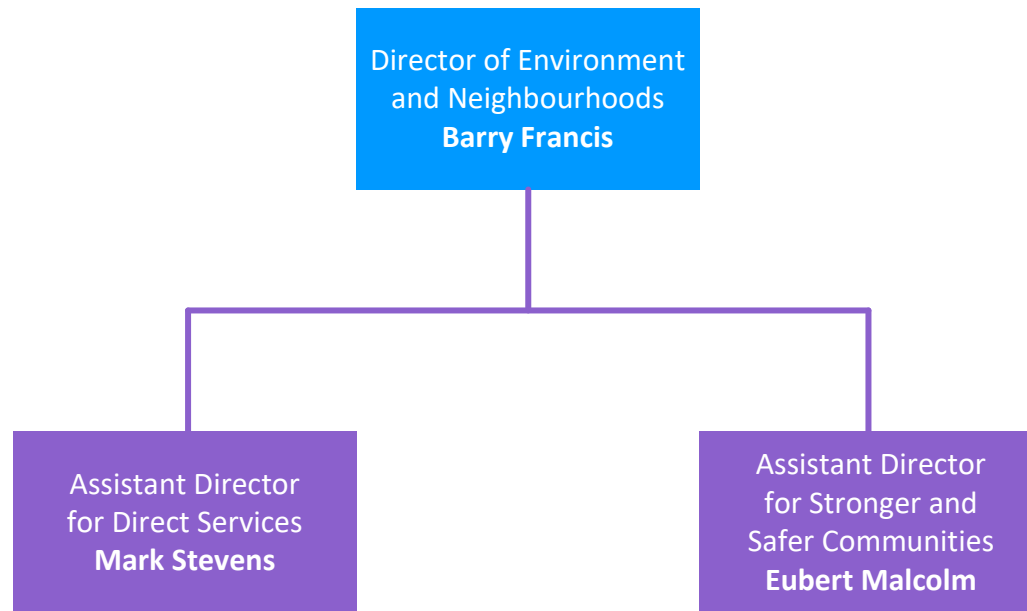 Director of Environment
and Neighbourhoods
Barry Francis
Assistant Director
for Direct Services
Mark Stevens
Assistant Director
for Stronger and
Safer Communities
Eubert Malcolm